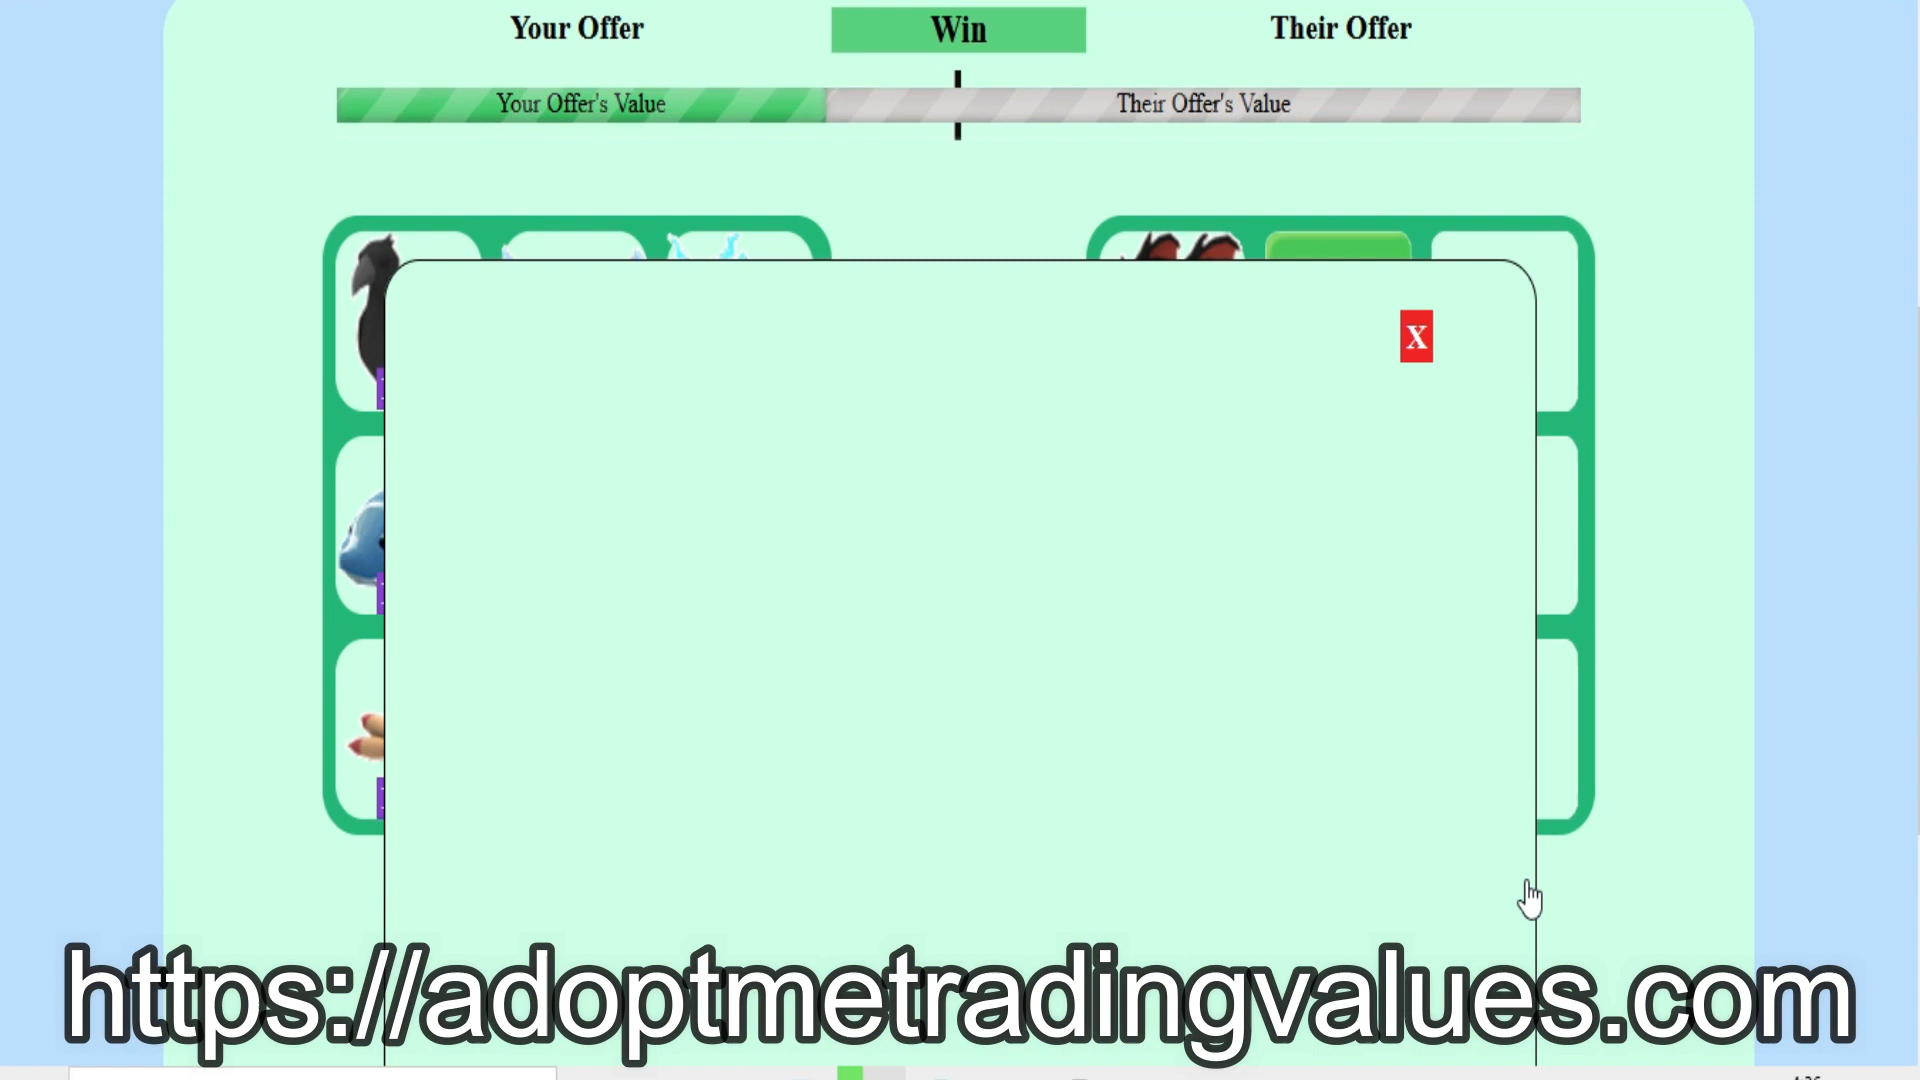 Your Offer
Win
Their Offer
Your Offer's Value
Their Offer's Value
X
https://adoptmetradingvalues.com